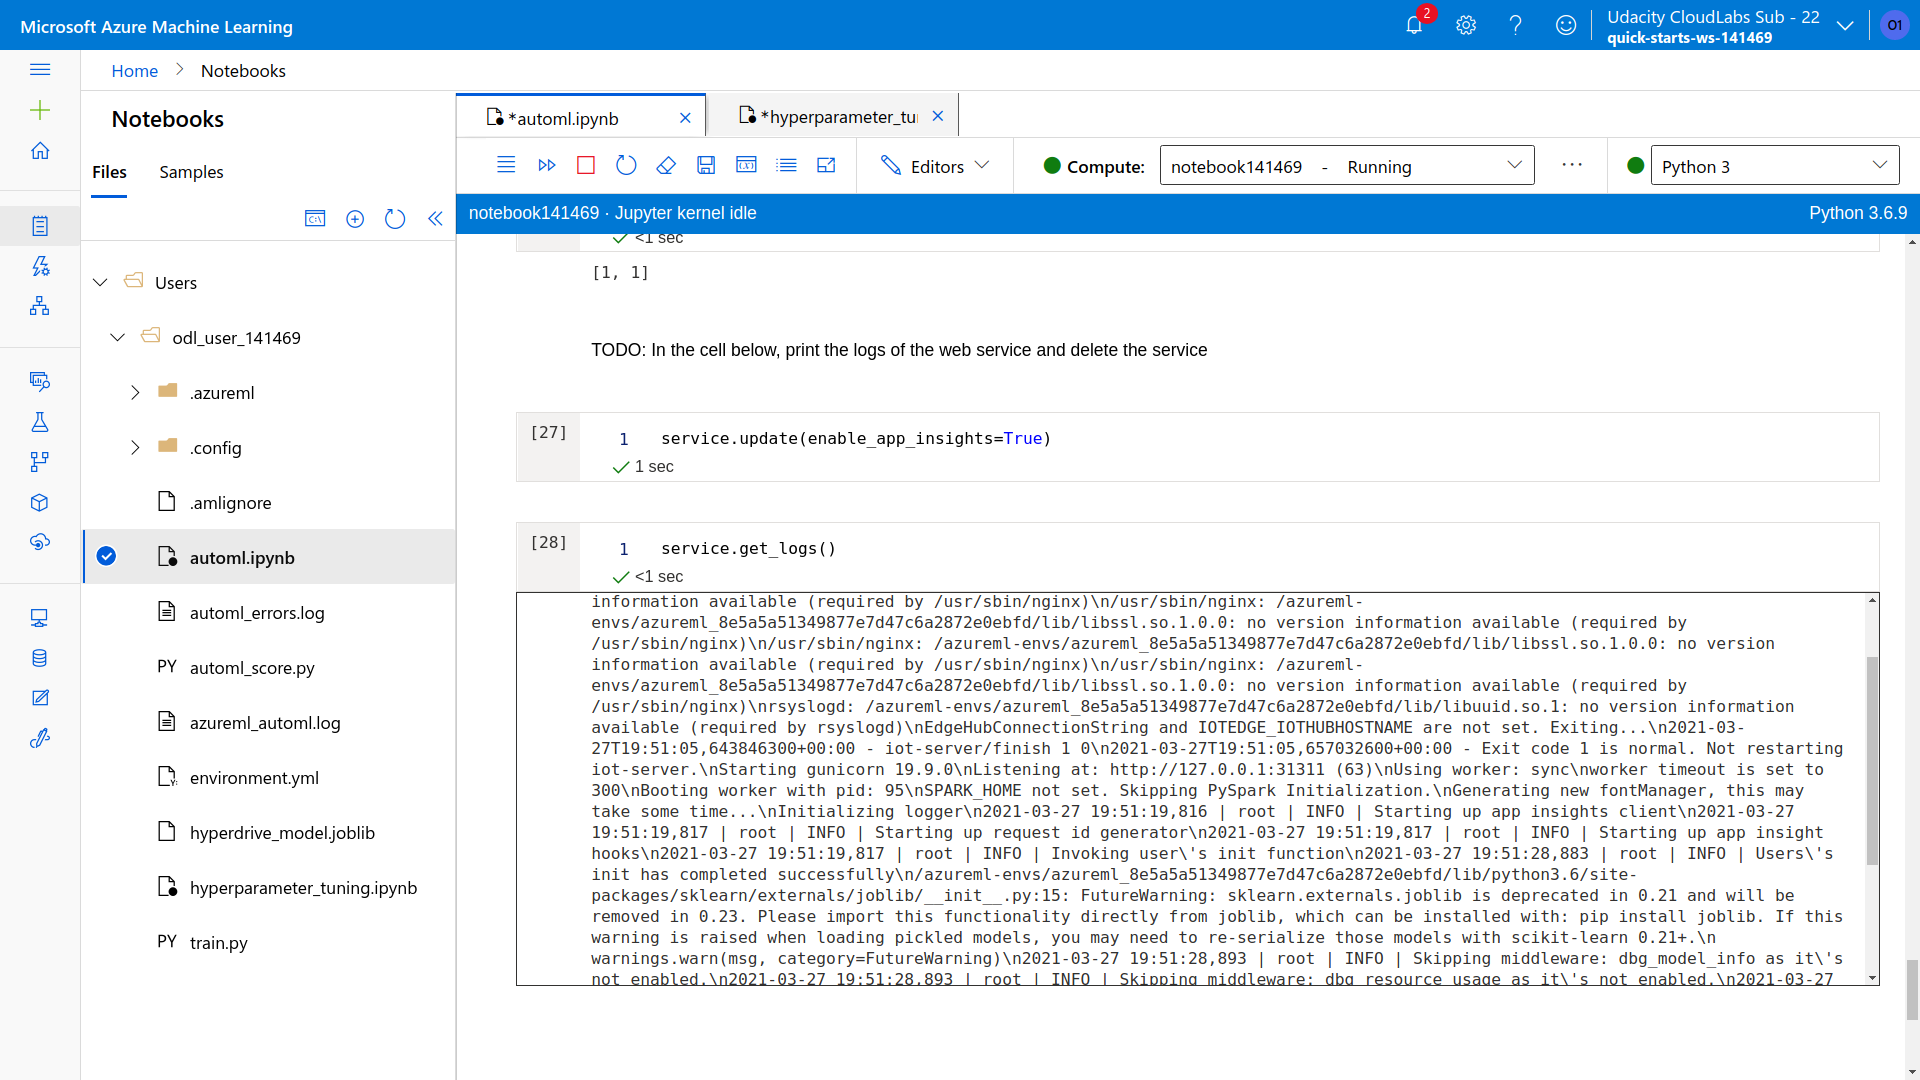 Microsoft Azure Machine Learning
2
Udacity CloudLabs Sub - 22
quick-starts-ws-141469
O1
Home
Notebooks
Notebooks
Files
Samples
Users
odl_user_141469
.azureml
.config
.amlignore
automl.ipynb
automl_errors.log
PY automl_score.py
azureml_automl.log
environment.yml
hyperdrive_model.joblib
hyperparameter_tuning.ipynb
PY train.py
*automl.ipynb
*hyperparameter_tu
Editors
Compute:
notebook141469 - Running
...
Python 3
notebook141469 · Jupyter kernel idle
Python 3.6.9
<1 sec
[1, 1]
TODO: In the cell below, print the logs of the web service and delete the service
[27]
1 service.update(enable_app_insights=True)
1 sec
[28]
1 service.get_logs()
<1 sec
information available (required by /usr/sbin/nginx)\n/usr/sbin/nginx: /azureml-
envs/azureml_8e5a5a51349877e7d47c6a2872e0ebfd/lib/libssl.so.1.0.0: no version information available (required by
/usr/sbin/nginx)\n/usr/sbin/nginx: /azureml-envs/azureml_8e5a5a51349877e7d47c6a2872e0ebfd/lib/libssl.so.1.0.0: no version
information available (required by /usr/sbin/nginx)\n/usr/sbin/nginx: /azureml-
envs/azureml_8e5a5a51349877e7d47c6a2872e0ebfd/lib/libssl.so.1.0.0: no version information available (required by
/usr/sbin/nginx)\nrsyslogd: /azureml-envs/azureml_8e5a5a51349877e7d47c6a2872e0ebfd/lib/libuuid.so.1: no version information
available (required by rsyslogd)\nEdgeHubConnectionString and IOTEDGE_IOTHUBHOSTNAME are not set. Exiting...\n2021-03-
27T19:51:05,643846300+00:00 - iot-server/finish 1 0\n2021-03-27T19:51:05,657032600+00:00 - Exit code 1 is normal. Not restarting
iot-server.\nStarting gunicorn 19.9.0\nListening at: http://127.0.0.1:31311 (63)\nUsing worker: sync\nworker timeout is set to
300\nBooting worker with pid: 95\nSPARK_HOME not set. Skipping PySpark Initialization.\nGenerating new fontManager, this may
take some time...\nInitializing logger\n2021-03-27 19:51:19,816 | root | INFO | Starting up app insights client\n2021-03-27
19:51:19,817 | root | INFO | Starting up request id generator\n2021-03-27 19:51:19,817 | root | INFO | Starting up app insight
hooks\n2021-03-27 19:51:19,817 | root | INFO | Invoking user\'s init function\n2021-03-27 19:51:28,883 | root | INFO | Users\'s
init has completed successfully\n/azureml-envs/azureml_8e5a5a51349877e7d47c6a2872e0ebfd/lib/python3.6/site-
packages/sklearn/externals/joblib/__init__.py:15: FutureWarning: sklearn.externals.joblib is deprecated in 0.21 and will be
removed in 0.23. Please import this functionality directly from joblib, which can be installed with: pip install joblib. If this
warning is raised when loading pickled models, you may need to re-serialize those models with scikit-learn 0.21+.\n
warnings.warn(msg, category=FutureWarning)\n2021-03-27 19:51:28,893 | root | INFO | Skipping middleware: dbg_model_info as it\'s
not enabled.\n2021-03-27 19:51:28,893 | root | INFO | Skipping middleware: dbg_resource_usage as it\'s not enabled.\n2021-03-27